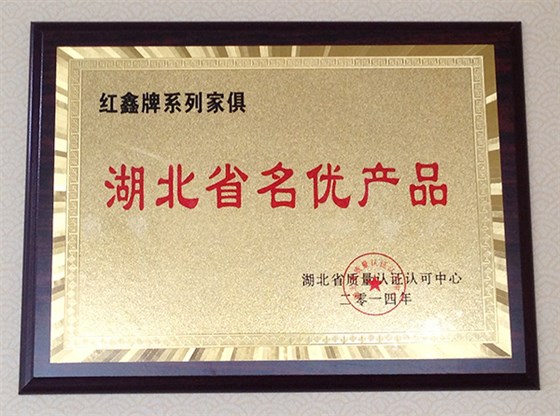 红鑫牌系列家俱
湖北省名优产品
湖北省质量认证认可中心
二零一四年